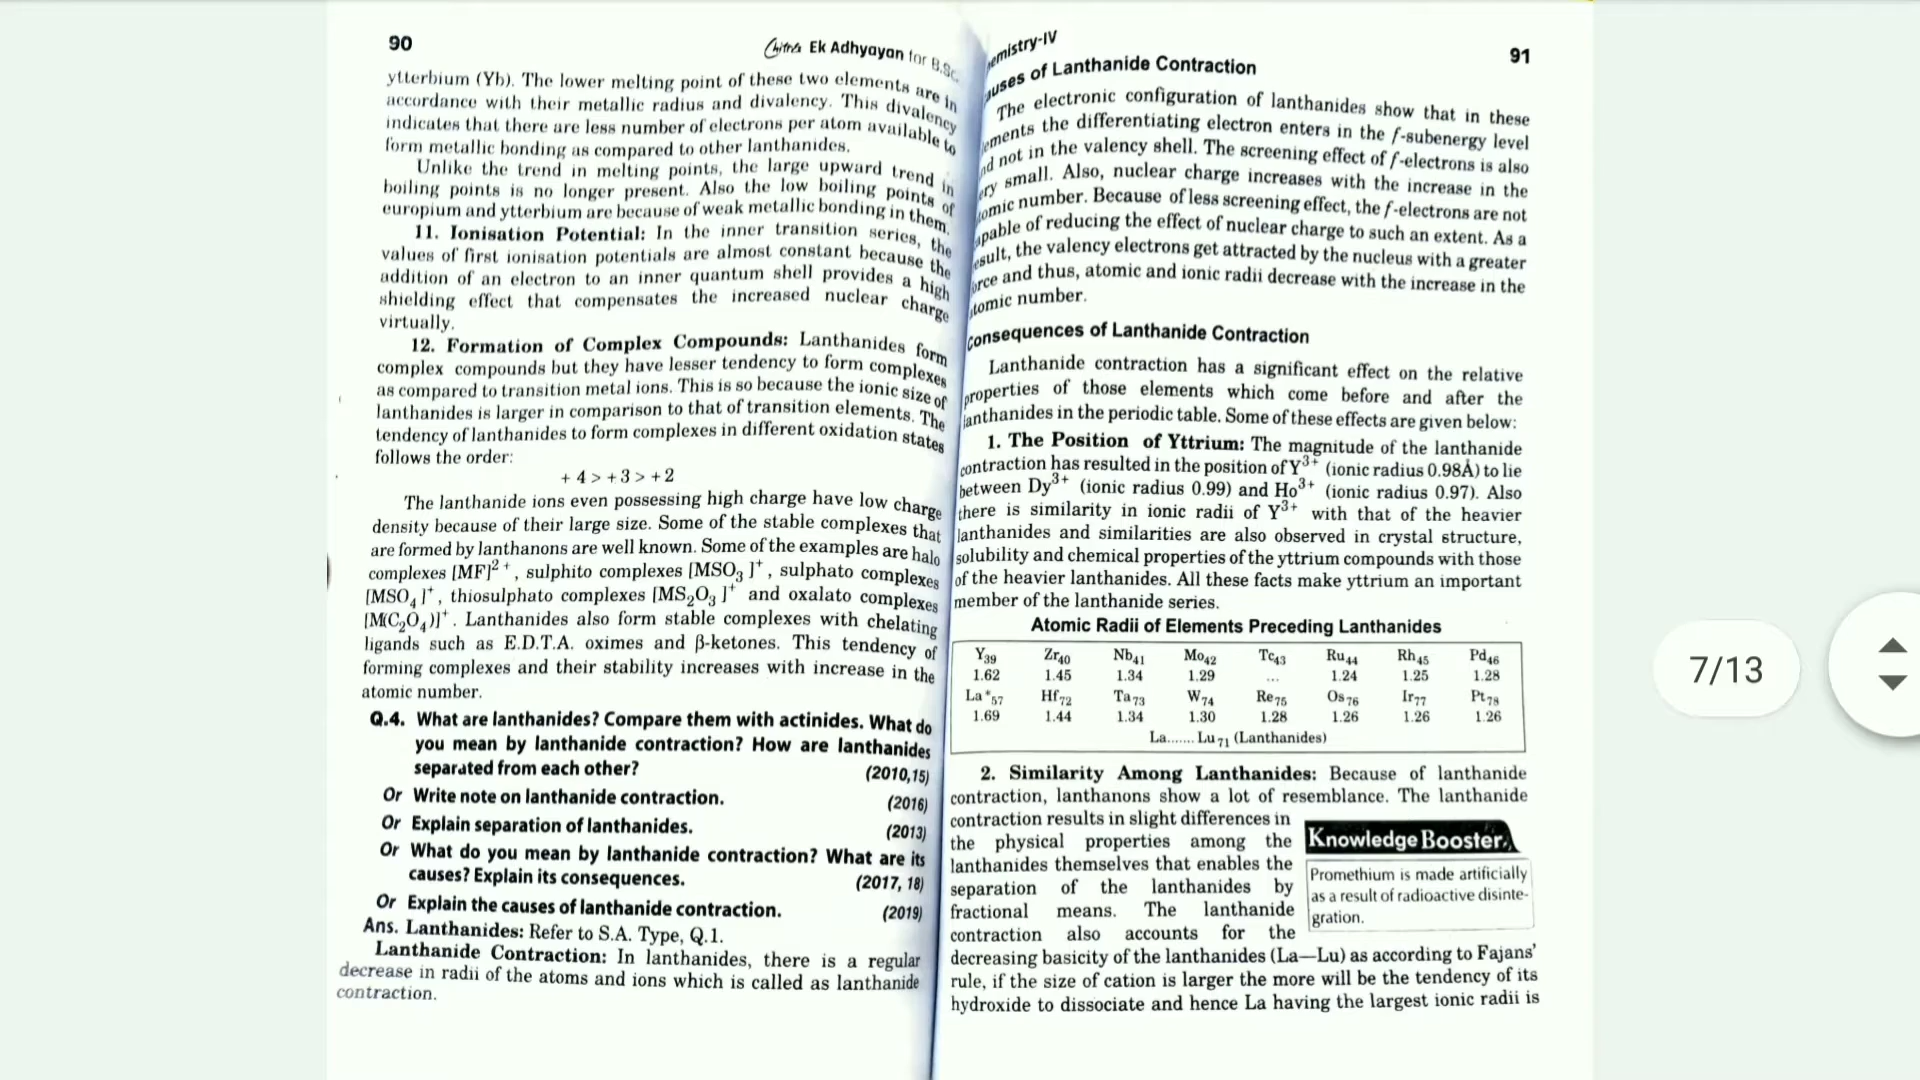 90
Chitra Ek Adhyayan for B.Sc.
ytterbium (Yb). The lower melting point of these two elements are in
accordance with their metallic radius and divalency. This divalency
indicates that there are less number of electrons per atom available to
form metallic bonding as compared to other lanthanides.
Unlike the trend in melting points, the large upward trend in
boiling points is no longer present. Also the low boiling points of
europium and ytterbium are because of weak metallic bonding in them.
11. Ionisation Potential: In the inner transition series, the
values of first ionisation potentials are almost constant because the
addition of an electron to an inner quantum shell provides a high
shielding effect that compensates the increased nuclear charge
virtually.
12. Formation of Complex Compounds: Lanthanides form
complex compounds but they have lesser tendency to form complexes
as compared to transition metal ions. This is so because the ionic size of
lanthanides is larger in comparison to that of transition elements. The
tendency of lanthanides to form complexes in different oxidation states
follows the order:
+ 4 > + 3 > + 2
The lanthanide ions even possessing high charge have low charge
density because of their large size. Some of the stable complexes that
are formed by lanthanons are well known. Some of the examples are halo
complexes [MF]²⁺, sulphito complexes [MSO₃]⁺, sulphato complexes
[MSO₄]⁺, thiosulphato complexes [MS₂O₃]⁺ and oxalato complexes
[M(C₂O₄)]⁺. Lanthanides also form stable complexes with chelating
ligands such as E.D.T.A. oximes and β-ketones. This tendency of
forming complexes and their stability increases with increase in the
atomic number.
Q.4. What are lanthanides? Compare them with actinides. What do
you mean by lanthanide contraction? How are lanthanides
separated from each other? (2010,15)
Or Write note on lanthanide contraction. (2016)
Or Explain separation of lanthanides. (2013)
Or What do you mean by lanthanide contraction? What are its
causes? Explain its consequences. (2017, 18)
Or Explain the causes of lanthanide contraction. (2019)
Ans. Lanthanides: Refer to S.A. Type, Q.1.
Lanthanide Contraction: In lanthanides, there is a regular
decrease in radii of the atoms and ions which is called as lanthanide
contraction.
emistry-IV
91
auses of Lanthanide Contraction
The electronic configuration of lanthanides show that in these
ements the differentiating electron enters in the f-subenergy level
nd not in the valency shell. The screening effect of f-electrons is also
ery small. Also, nuclear charge increases with the increase in the
omic number. Because of less screening effect, the f-electrons are not
apable of reducing the effect of nuclear charge to such an extent. As a
esult, the valency electrons get attracted by the nucleus with a greater
orce and thus, atomic and ionic radii decrease with the increase in the
atomic number.
Consequences of Lanthanide Contraction
Lanthanide contraction has a significant effect on the relative
properties of those elements which come before and after the
lanthanides in the periodic table. Some of these effects are given below:
1. The Position of Yttrium: The magnitude of the lanthanide
contraction has resulted in the position of Y³⁺ (ionic radius 0.98Å) to lie
between Dy³⁺ (ionic radius 0.99) and Ho³⁺ (ionic radius 0.97). Also
there is similarity in ionic radii of Y³⁺ with that of the heavier
lanthanides and similarities are also observed in crystal structure,
solubility and chemical properties of the yttrium compounds with those
of the heavier lanthanides. All these facts make yttrium an important
member of the lanthanide series.
Atomic Radii of Elements Preceding Lanthanides
Y₃₉ Zr₄₀ Nb₄₁ Mo₄₂ Tc₄₃ Ru₄₄ Rh₄₅ Pd₄₆
1.62 1.45 1.34 1.29 ... 1.24 1.25 1.28
La*₅₇ Hf₇₂ Ta₇₃ W₇₄ Re₇₅ Os₇₆ Ir₇₇ Pt₇₈
1.69 1.44 1.34 1.30 1.28 1.26 1.26 1.26
La....... Lu₇₁ (Lanthanides)
2. Similarity Among Lanthanides: Because of lanthanide
contraction, lanthanons show a lot of resemblance. The lanthanide
contraction results in slight differences in
the physical properties among the
lanthanides themselves that enables the
separation of the lanthanides by
fractional means. The lanthanide
contraction also accounts for the
Knowledge Booster
Promethium is made artificially
as a result of radioactive disinte-
gration.
decreasing basicity of the lanthanides (La—Lu) as according to Fajans'
rule, if the size of cation is larger the more will be the tendency of its
hydroxide to dissociate and hence La having the largest ionic radii is
7/13